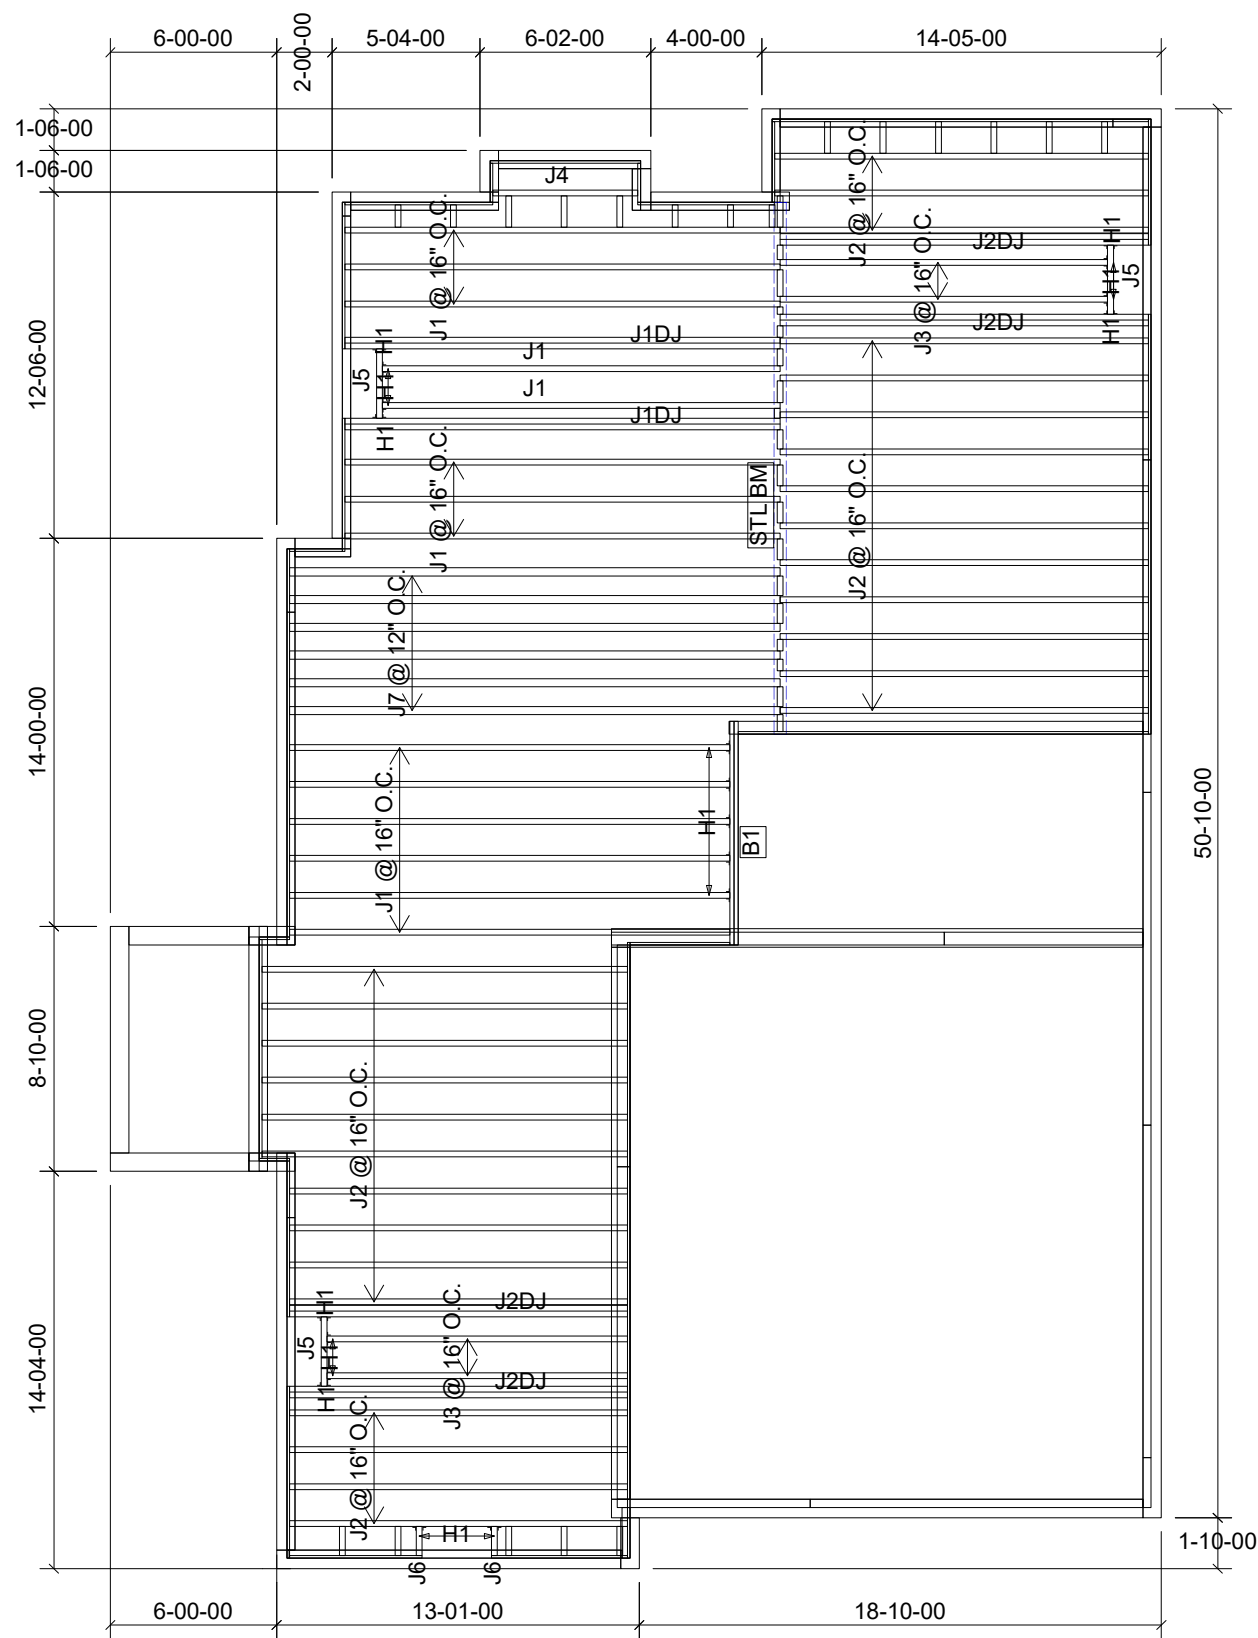 6-00-00
2-00-00
5-04-00
6-02-00
4-00-00
14-05-00
1-06-00
1-06-00
12-06-00
14-00-00
8-10-00
14-04-00
50-10-00
1-10-00
J4
J2 @ 16" O.C.
J1 @ 16" O.C.
J2DJ
H1
J3 @ 16" O.C.
H1
J5
J2DJ
H1
J1DJ
H1
J1
J5
H1
J1
J1DJ
H1
J1 @ 16" O.C.
STL BM
J2 @ 16" O.C.
J7 @ 12" O.C.
J1 @ 16" O.C.
H1
B1
J2 @ 16" O.C.
J2DJ
H1
J5
H1
J3 @ 16" O.C.
J2DJ
H1
J2 @ 16" O.C.
H1
J6
J6
6-00-00
13-01-00
18-10-00